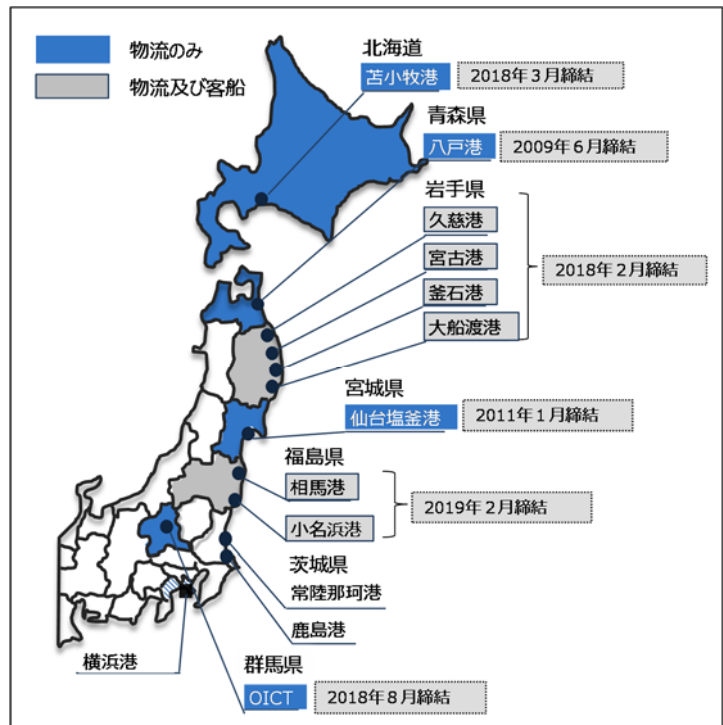 物流のみ
物流及び客船
北海道
苫小牧港
2018年3月締結
青森県
八戸港
2009年6月締結
岩手県
久慈港
宮古港
釜石港
大船渡港
2018年2月締結
宮城県
仙台塩釜港
2011年1月締結
福島県
相馬港
小名浜港
2019年2月締結
茨城県
常陸那珂港
鹿島港
横浜港
群馬県
OICT
2018年8月締結